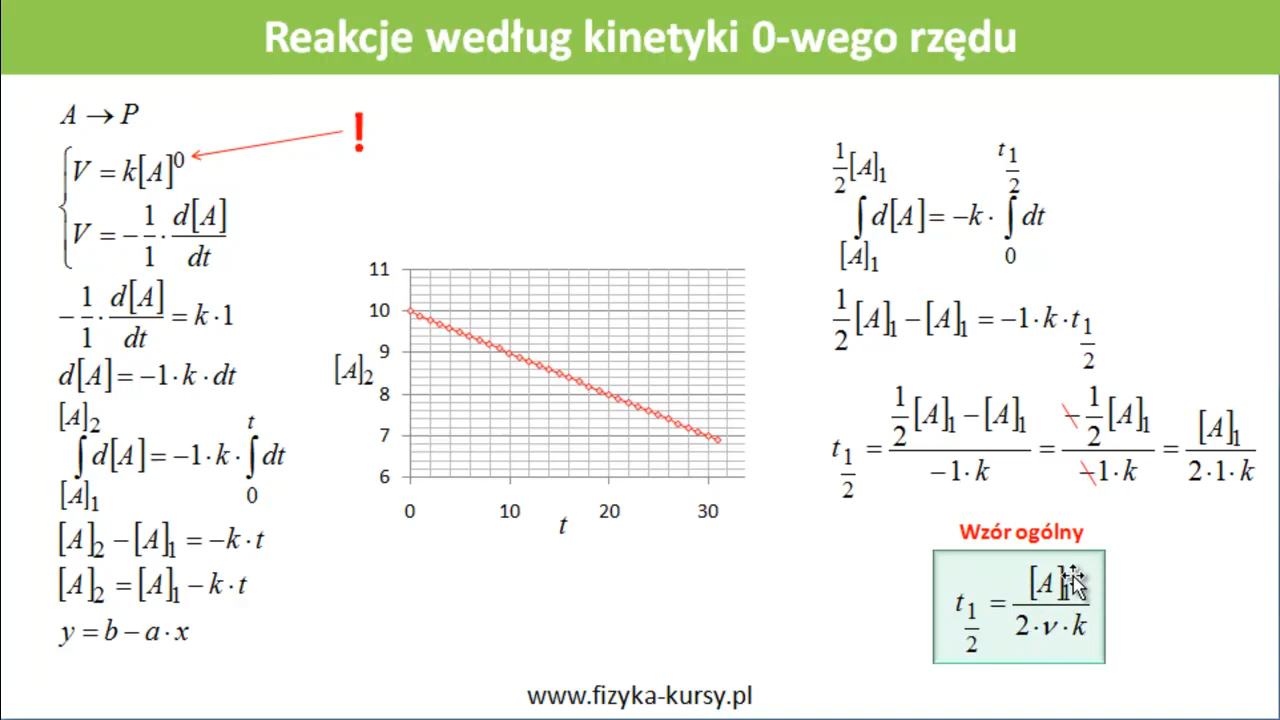 Reakcje według kinetyki 0-wego rzędu
A → P
!
V = k[A]⁰
V = −1/1 · d[A]/dt
−1/1 · d[A]/dt = k · 1
d[A] = −1 · k · dt
[A]₂ t
∫ d[A] = −1 · k · ∫ dt
[A]₁ 0
[A]₂ − [A]₁ = −k · t
[A]₂ = [A]₁ − k · t
y = b − a · x
11
10
9
8
7
6
[A]₂
0 10 20 30
t
1/2[A]₁ t1/2
∫ d[A] = −k · ∫ dt
[A]₁ 0
1/2[A]₁ − [A]₁ = −1 · k · t1/2
t1/2 = (1/2[A]₁ − [A]₁)/(−1 · k) = (−1/2[A]₁)/(−1 · k) = [A]₁/(2 · 1 · k)
Wzór ogólny
t1/2 = [A]₁/(2 · ν · k)
www.fizyka-kursy.pl